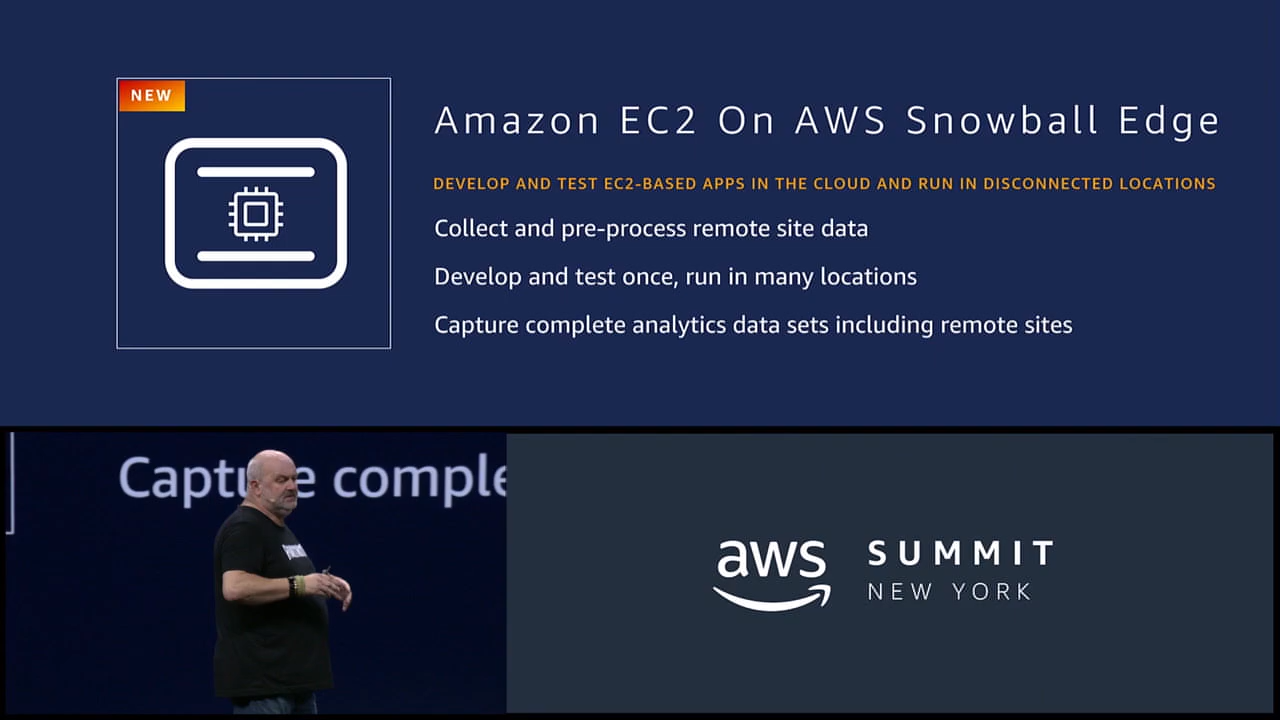 NEW
Amazon EC2 On AWS Snowball Edge
DEVELOP AND TEST EC2-BASED APPS IN THE CLOUD AND RUN IN DISCONNECTED LOCATIONS
Collect and pre-process remote site data
Develop and test once, run in many locations
Capture complete analytics data sets including remote sites
Capt e comple
aws SUMMIT
NEW YORK